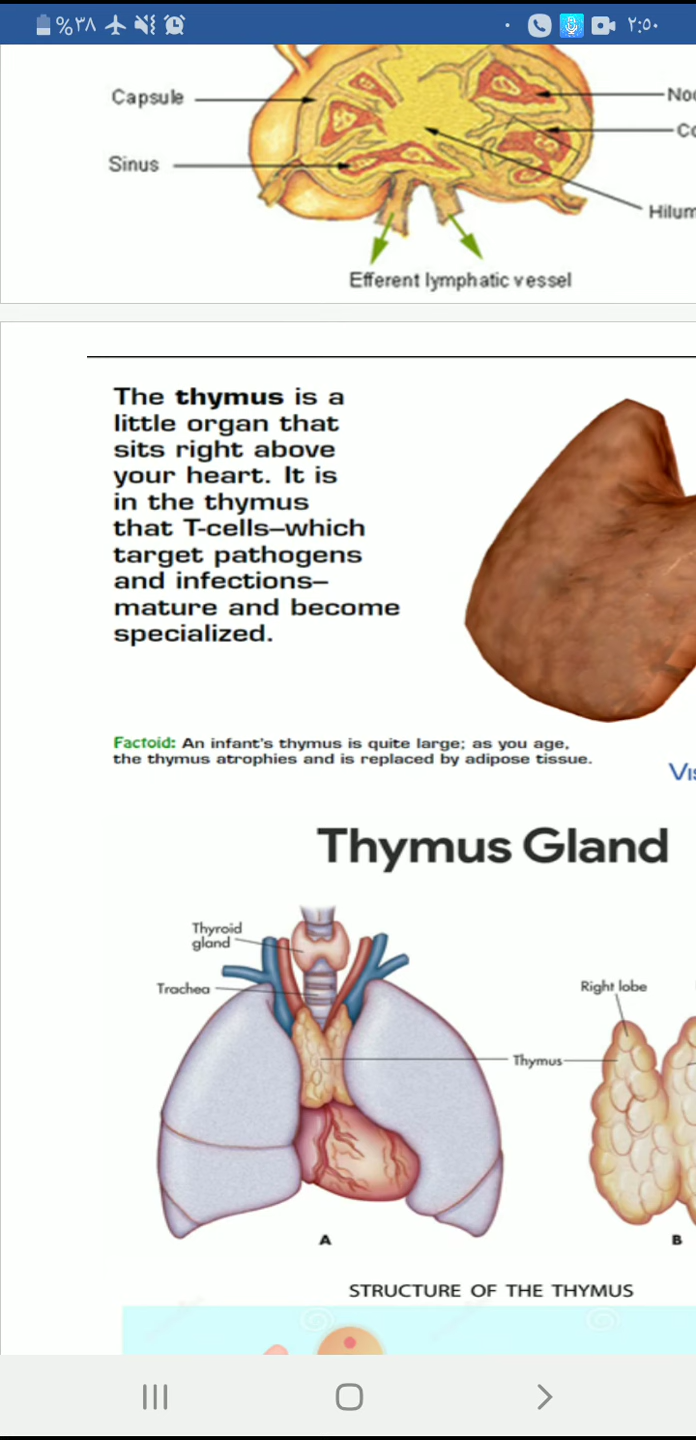 %٣٨ ٢:٥٠
Capsule
Sinus
Hilum
Efferent lymphatic vessel
The thymus is a
little organ that
sits right above
your heart. It is
in the thymus
that T-cells–which
target pathogens
and infections–
mature and become
specialized.
Factoid: An infant's thymus is quite large; as you age,
the thymus atrophies and is replaced by adipose tissue.
Thymus Gland
Thyroid
gland
Trachea
Right lobe
Thymus
A
B
STRUCTURE OF THE THYMUS